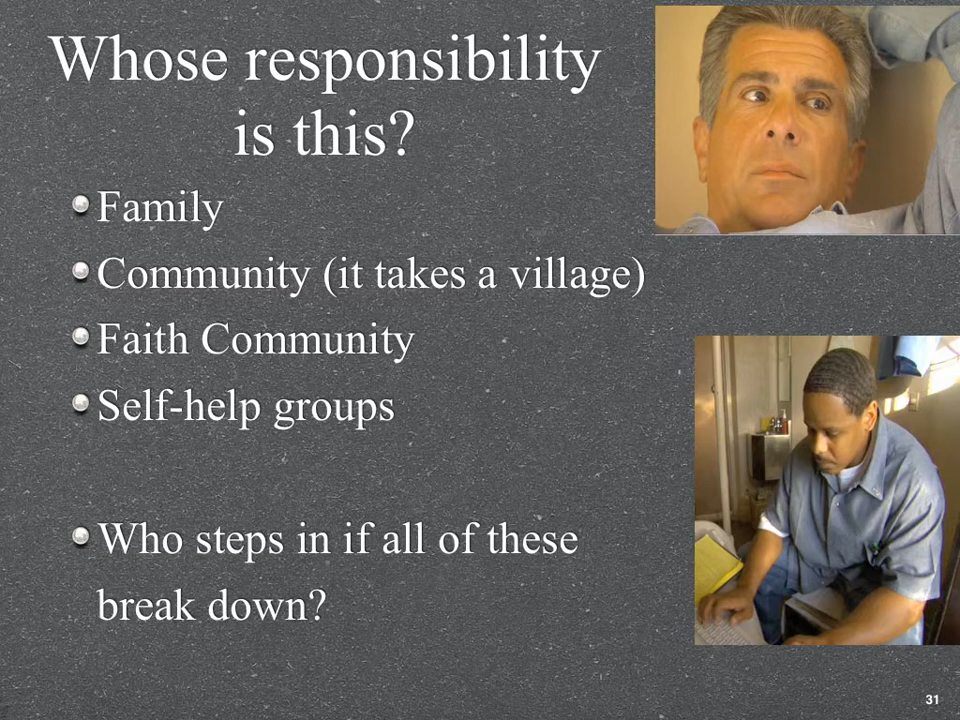 Whose responsibility
is this?
Family
Community (it takes a village)
Faith Community
Self-help groups
Who steps in if all of these
break down?
31